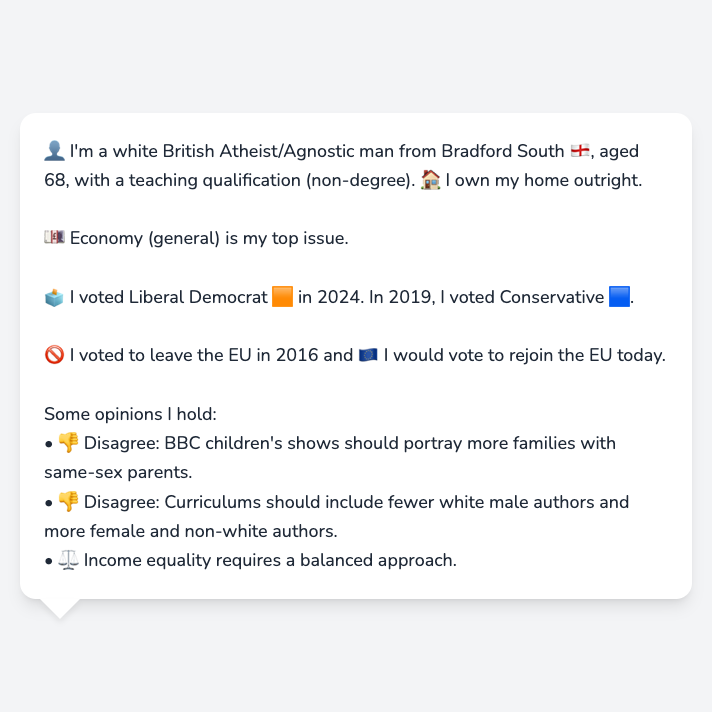 👤 I'm a white British Atheist/Agnostic man from Bradford South 🏴󠁧󠁢󠁥󠁮󠁧󠁿, aged
68, with a teaching qualification (non-degree). 🏠 I own my home outright.
💷 Economy (general) is my top issue.
🗳️ I voted Liberal Democrat 🟧 in 2024. In 2019, I voted Conservative 🟦.
🚫 I voted to leave the EU in 2016 and 🇪🇺 I would vote to rejoin the EU today.
Some opinions I hold:
• 👎 Disagree: BBC children's shows should portray more families with
same-sex parents.
• 👎 Disagree: Curriculums should include fewer white male authors and
more female and non-white authors.
• ⚖️ Income equality requires a balanced approach.